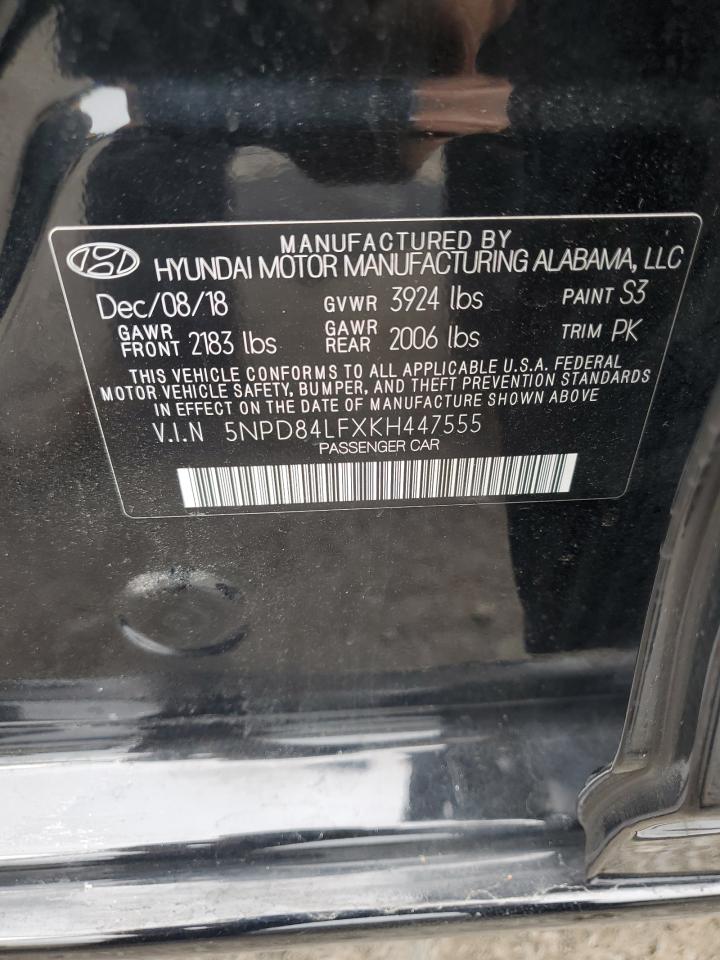 MANUFACTURED BY
HYUNDAI MOTOR MANUFACTURING ALABAMA, LLC
Dec/08/18 GVWR 3924 lbs PAINT S3
GAWR FRONT 2183 lbs GAWR REAR 2006 lbs TRIM PK
THIS VEHICLE CONFORMS TO ALL APPLICABLE U.S.A. FEDERAL
MOTOR VEHICLE SAFETY, BUMPER, AND THEFT PREVENTION STANDARDS
IN EFFECT ON THE DATE OF MANUFACTURE SHOWN ABOVE
V.I.N 5NPD84LFXKH447555
PASSENGER CAR